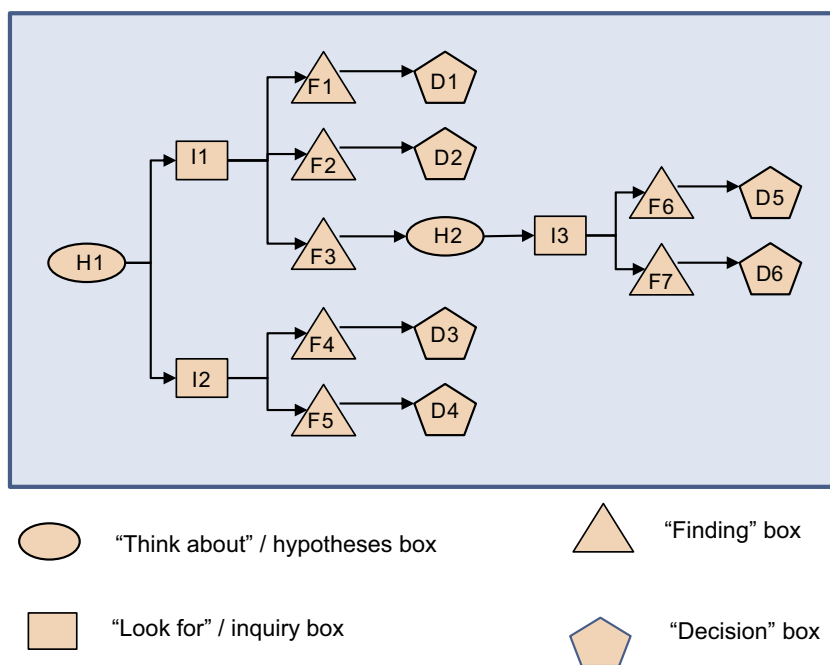 F1
D1
I1
F2
D2
F6
D5
H1
F3
H2
I3
F7
D6
F4
D3
I2
F5
D4
“Think about” / hypotheses box
“Finding” box
“Look for” / inquiry box
“Decision” box